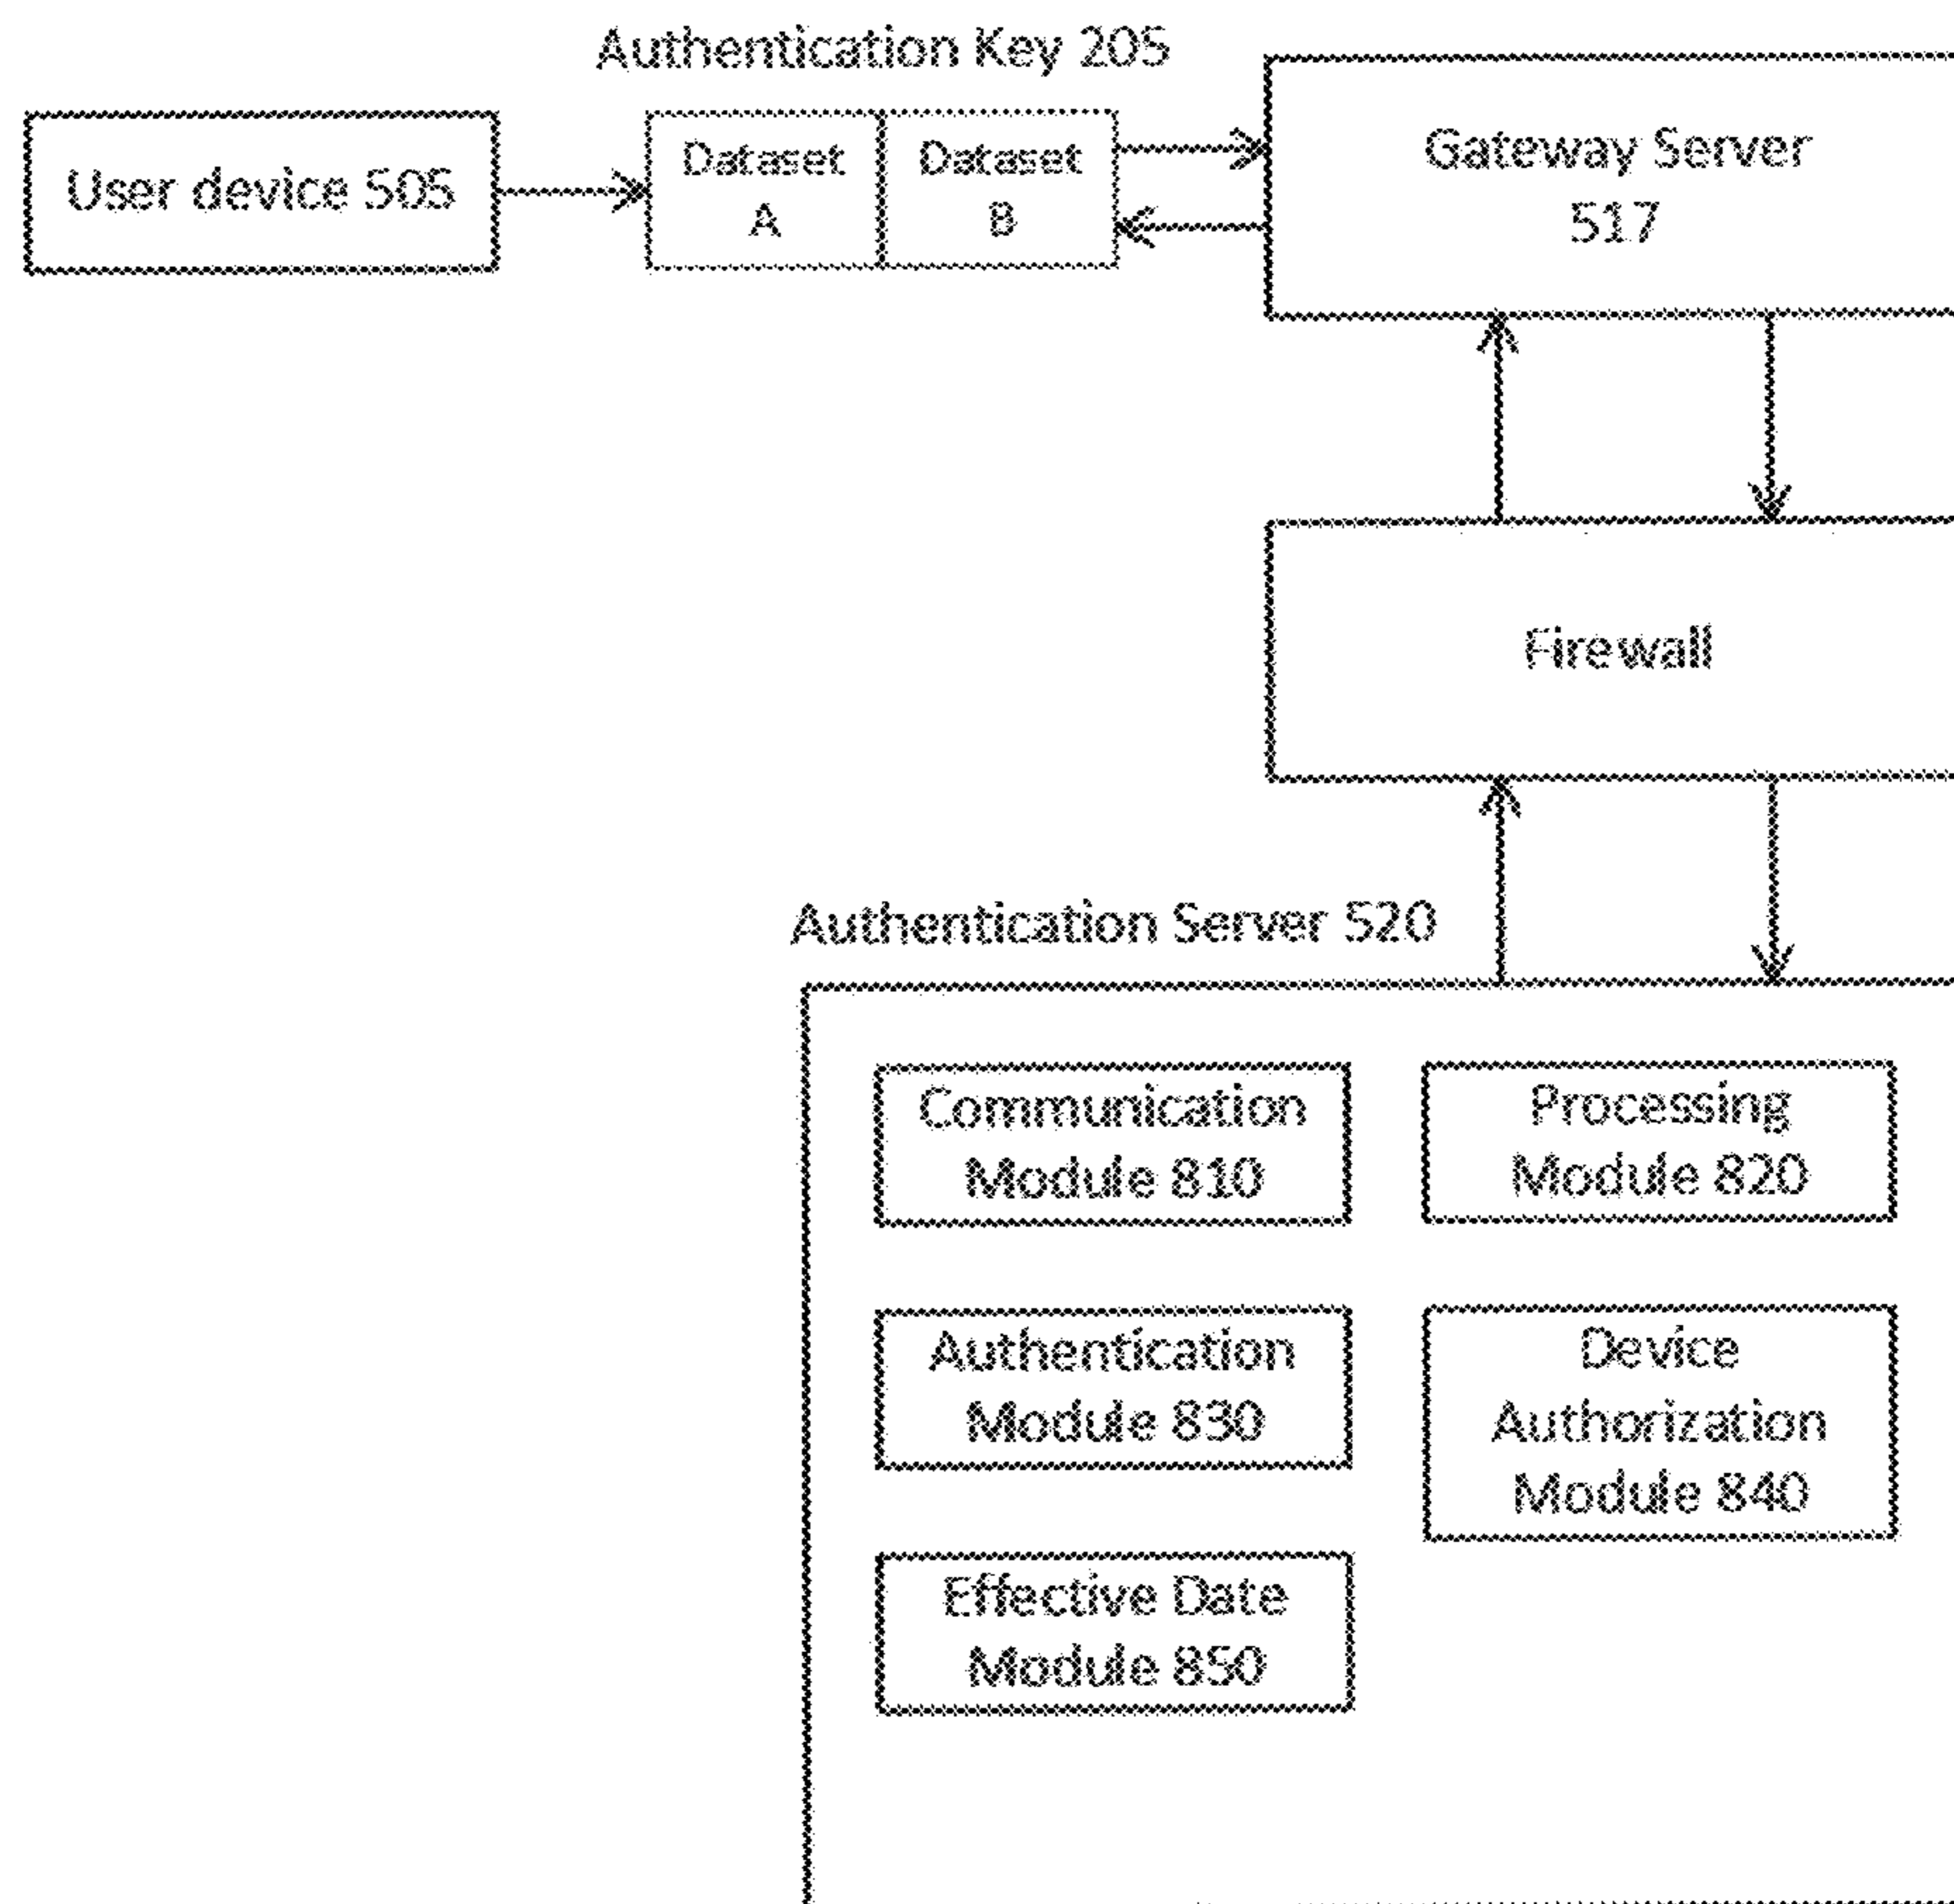 Authentication Key 205
User device 505
Dataset
A
Dataset
B
Gateway Server
517
Firewall
Authentication Server 520
Communication
Module 810
Processing
Module 820
Authentication
Module 830
Device
Authorization
Module 840
Effective Date
Module 850